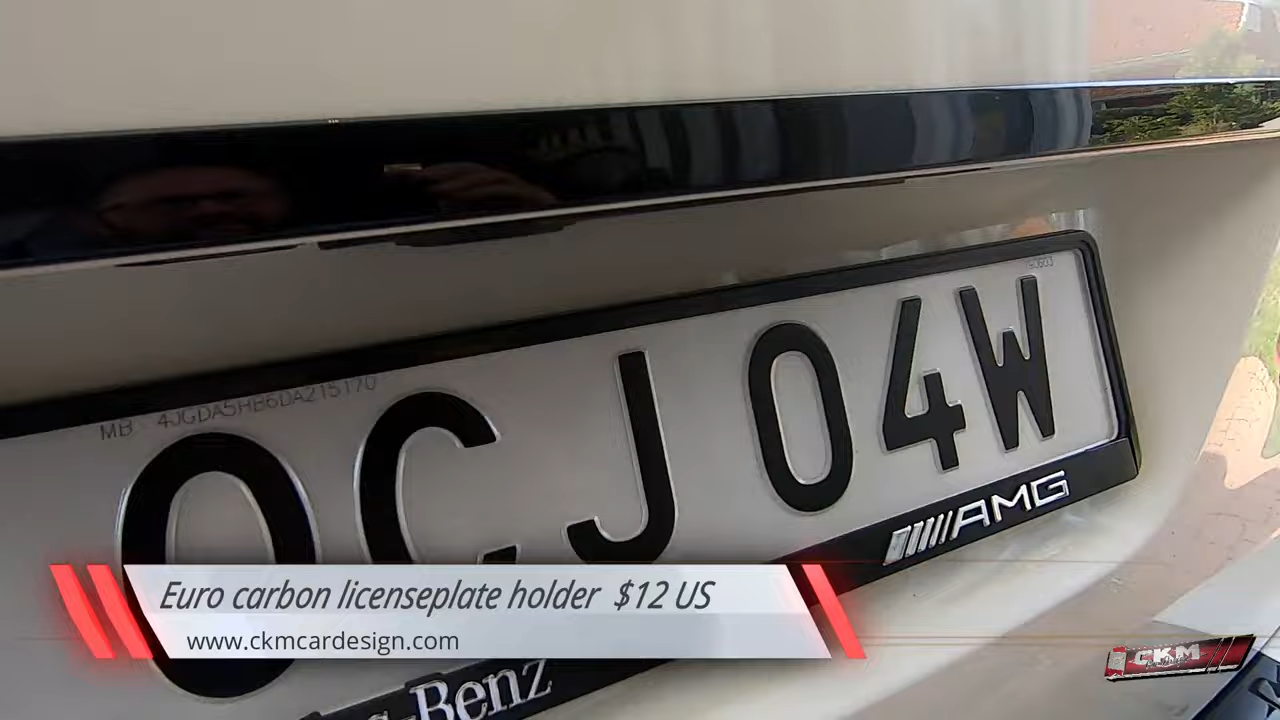 MB 4JGDA5HB6DA215170
OCJ 04W
AMG
Euro carbon licenseplate holder $12 US
www.ckmcardesign.com
-Benz
CKM